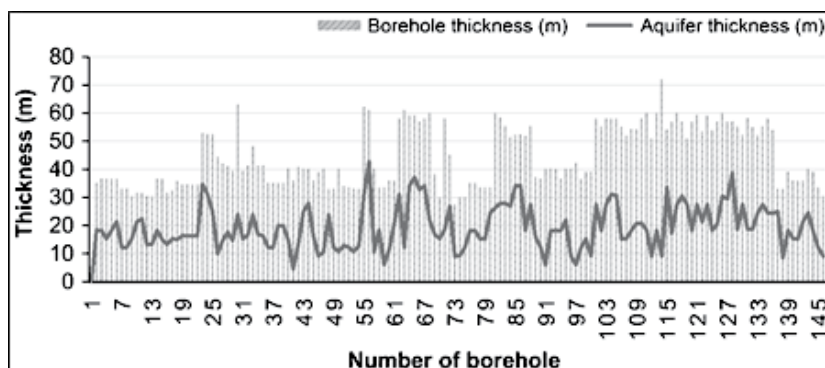 Borehole thickness (m) Aquifer thickness (m)
Thickness (m)
80
70
60
50
40
30
20
10
0
1 7 13 19 25 31 37 43 49 55 61 67 73 79 85 91 97 103 109 115 121 127 133 139 145
Number of borehole